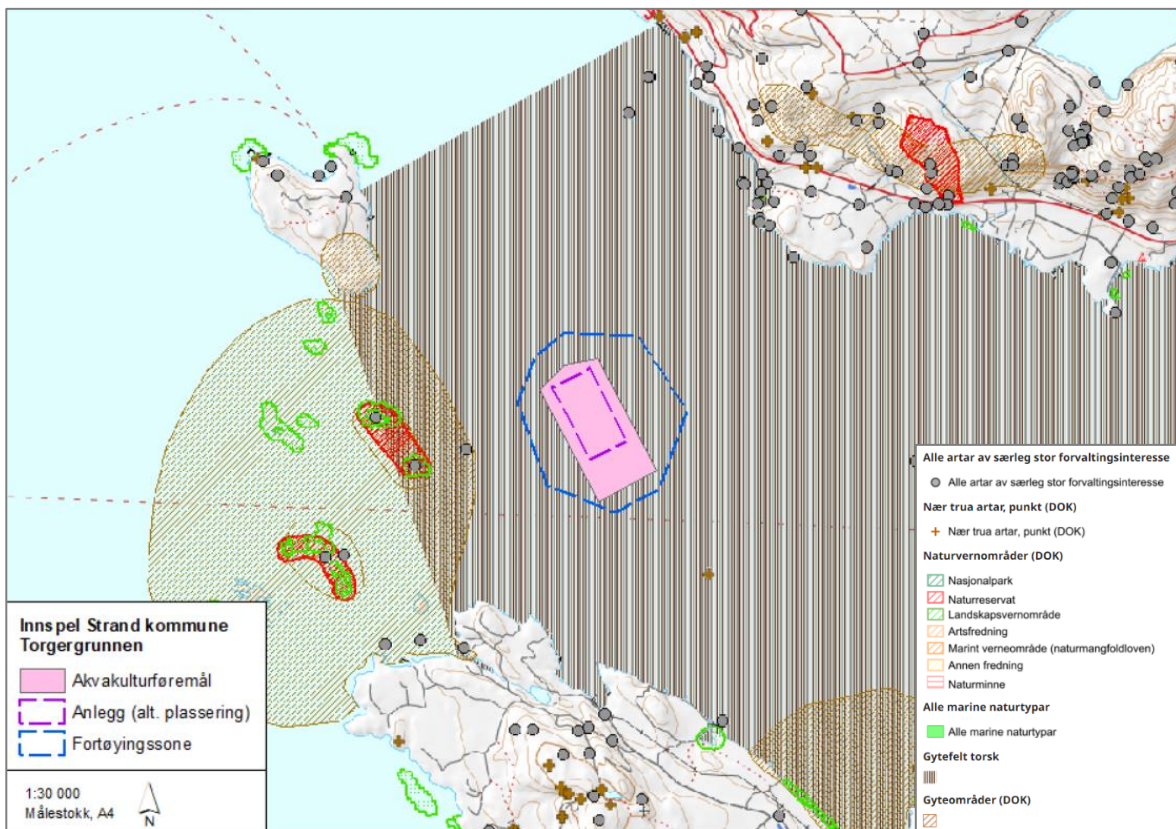 Innspel Strand kommune
Torgergrunnen
Akvakulturføremål
Anlegg (alt. plassering)
Fortøyingssone
1:30 000
Målestokk, A4
N
Alle artar av særleg stor forvaltingsinteresse
Alle artar av særleg stor forvaltingsinteresse
Nær trua artar, punkt (DOK)
Nær trua artar, punkt (DOK)
Naturvernområder (DOK)
Nasjonalpark
Naturreservat
Landskapsvernområde
Artsfredning
Marint verneområde (naturmangfoldloven)
Annen fredning
Naturminne
Alle marine naturtypar
Alle marine naturtypar
Gytefelt torsk
Gyteområder (DOK)